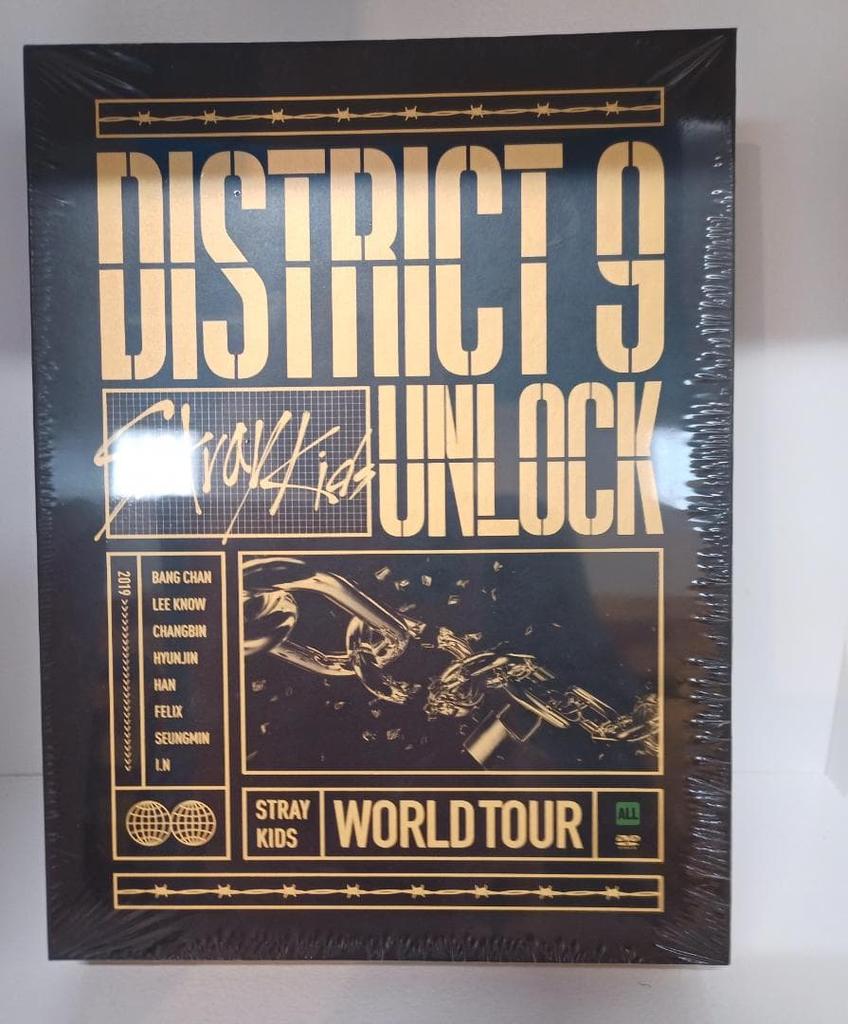 DISTRICT 9
Stray Kids
UNLOCK
2019
BANG CHAN
LEE KNOW
CHANGBIN
HYUNJIN
HAN
FELIX
SEUNGMIN
I.N
STRAY
KIDS
WORLD TOUR
ALL
DVD